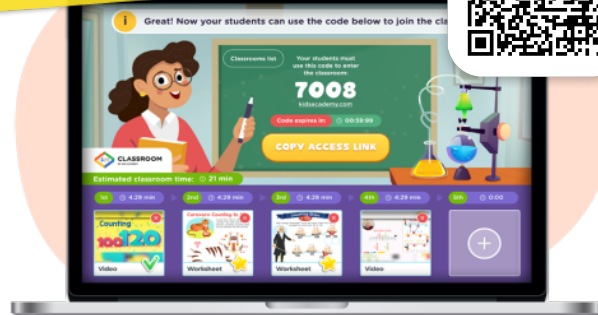 Great! Now your students can use the code below to join the cla
Classrooms list
Your students must
use this code to enter
the classroom
7008
kidsacademy.com
Code expires in: 00:59:99
COPY ACCESS LINK
CLASSROOM
Estimated classroom time: 21 min
1st 4:29 min
2nd 4:29 min
3rd 4:29 min
4th 4:29 min
5th 0:00
Counting
100 120
Video
Worksheet
Worksheet
Video